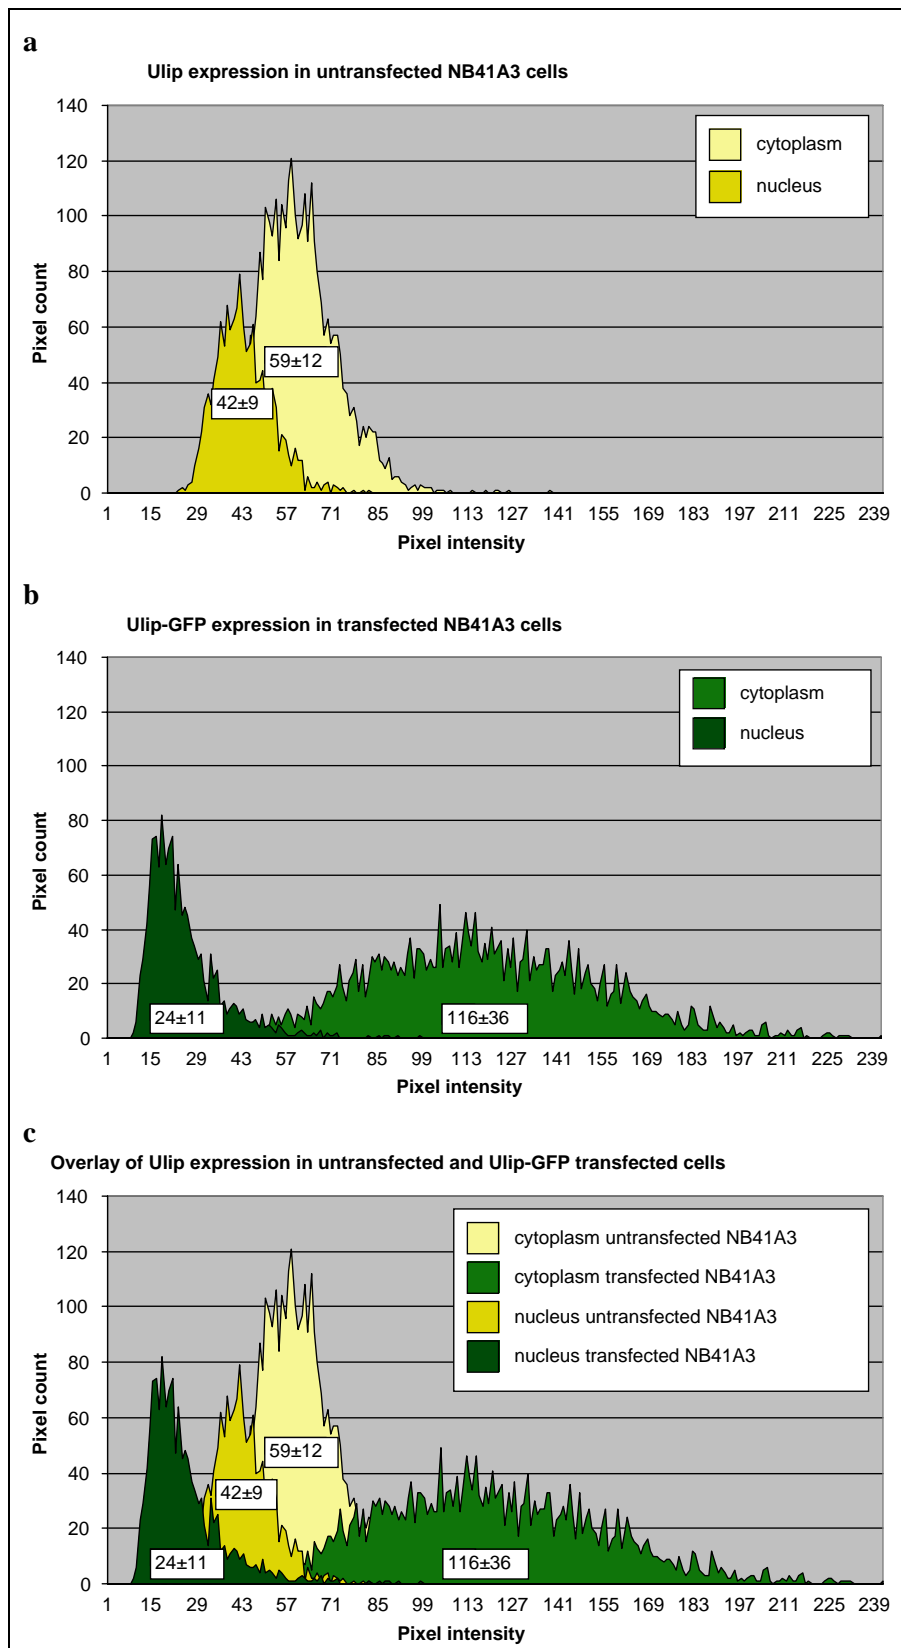 a
Ulip expression in untransfected NB41A3 cells
140
120
100
80
60
40
20
0
Pixel count
cytoplasm
nucleus
59±12
42±9
1 15 29 43 57 71 85 99 113 127 141 155 169 183 197 211 225 239
Pixel intensity
b
Ulip-GFP expression in transfected NB41A3 cells
140
120
100
80
60
40
20
0
Pixel count
cytoplasm
nucleus
24±11
116±36
1 15 29 43 57 71 85 99 113 127 141 155 169 183 197 211 225 239
Pixel intensity
c
Overlay of Ulip expression in untransfected and Ulip-GFP transfected cells
140
120
100
80
60
40
20
0
Pixel count
cytoplasm untransfected NB41A3
cytoplasm transfected NB41A3
nucleus untransfected NB41A3
nucleus transfected NB41A3
59±12
42±9
24±11
116±36
1 15 29 43 57 71 85 99 113 127 141 155 169 183 197 211 225 239
Pixel intensity